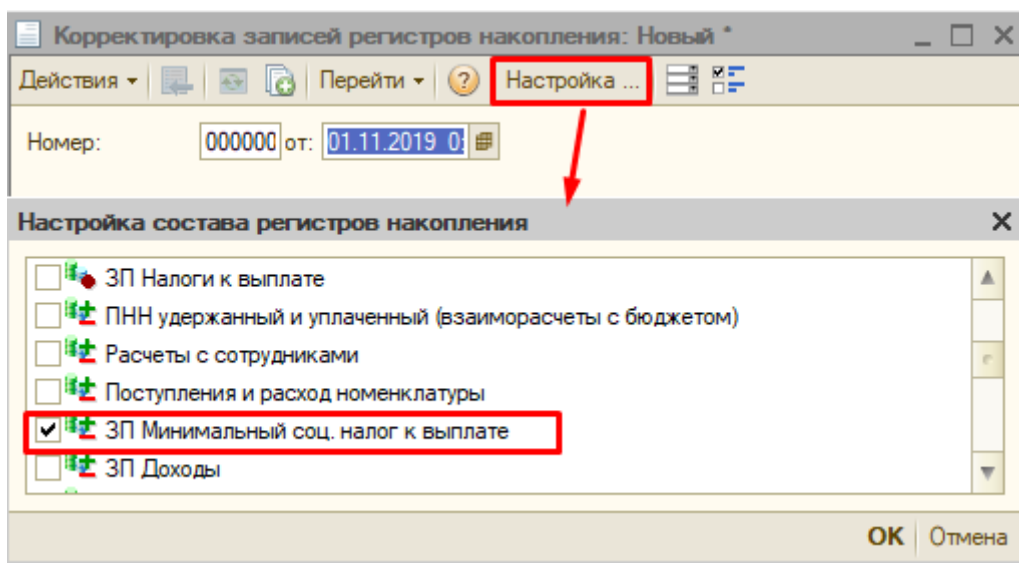 Корректировка записей регистров накопления: Новый *
Действия Перейти Настройка ...
Номер: 000000 от: 01.11.2019 0:
Настройка состава регистров накопления
ЗП Налоги к выплате
ПНН удержанный и уплаченный (взаиморасчеты с бюджетом)
Расчеты с сотрудниками
Поступления и расход номенклатуры
ЗП Минимальный соц. налог к выплате
ЗП Доходы
ОК Отмена